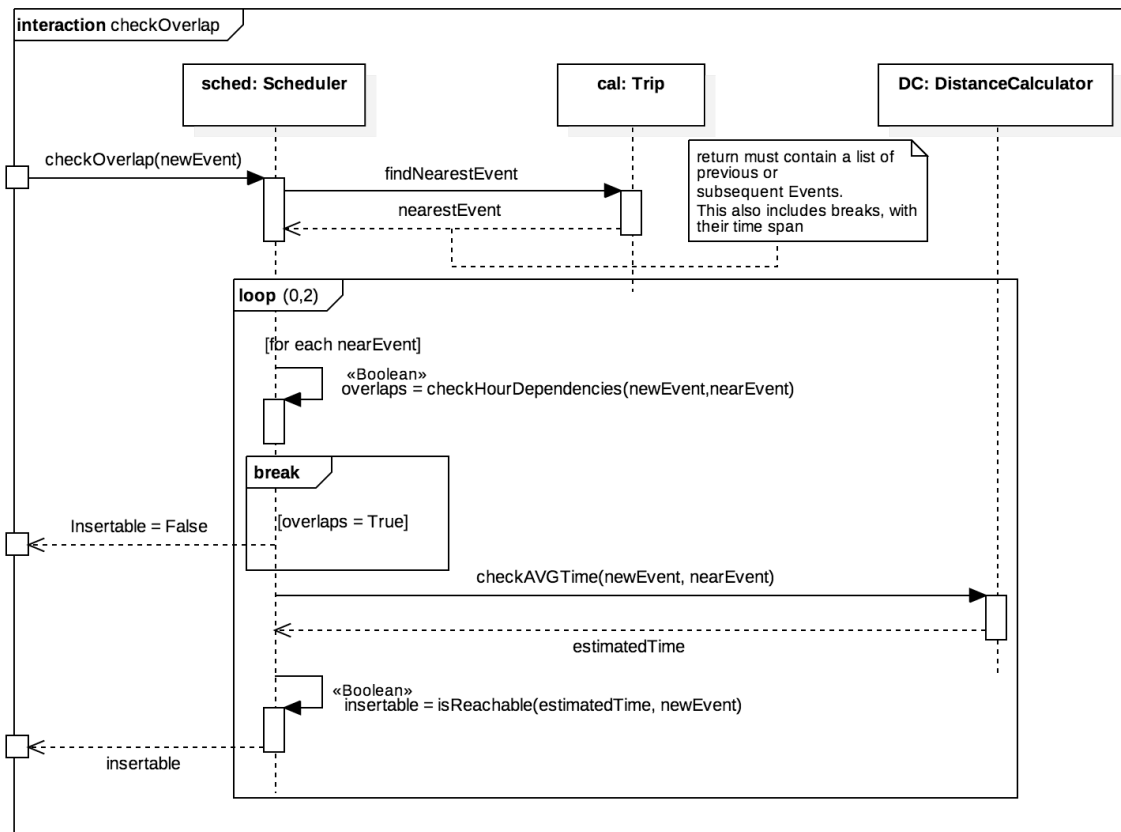 interaction checkOverlap
sched: Scheduler
cal: Trip
DC: DistanceCalculator
checkOverlap(newEvent)
findNearestEvent
nearestEvent
return must contain a list of
previous or
subsequent Events.
This also includes breaks, with
their time span
loop (0,2)
[for each nearEvent]
«Boolean»
overlaps = checkHourDependencies(newEvent,nearEvent)
break
[overlaps = True]
Insertable = False
checkAVGTime(newEvent, nearEvent)
estimatedTime
«Boolean»
insertable = isReachable(estimatedTime, newEvent)
insertable